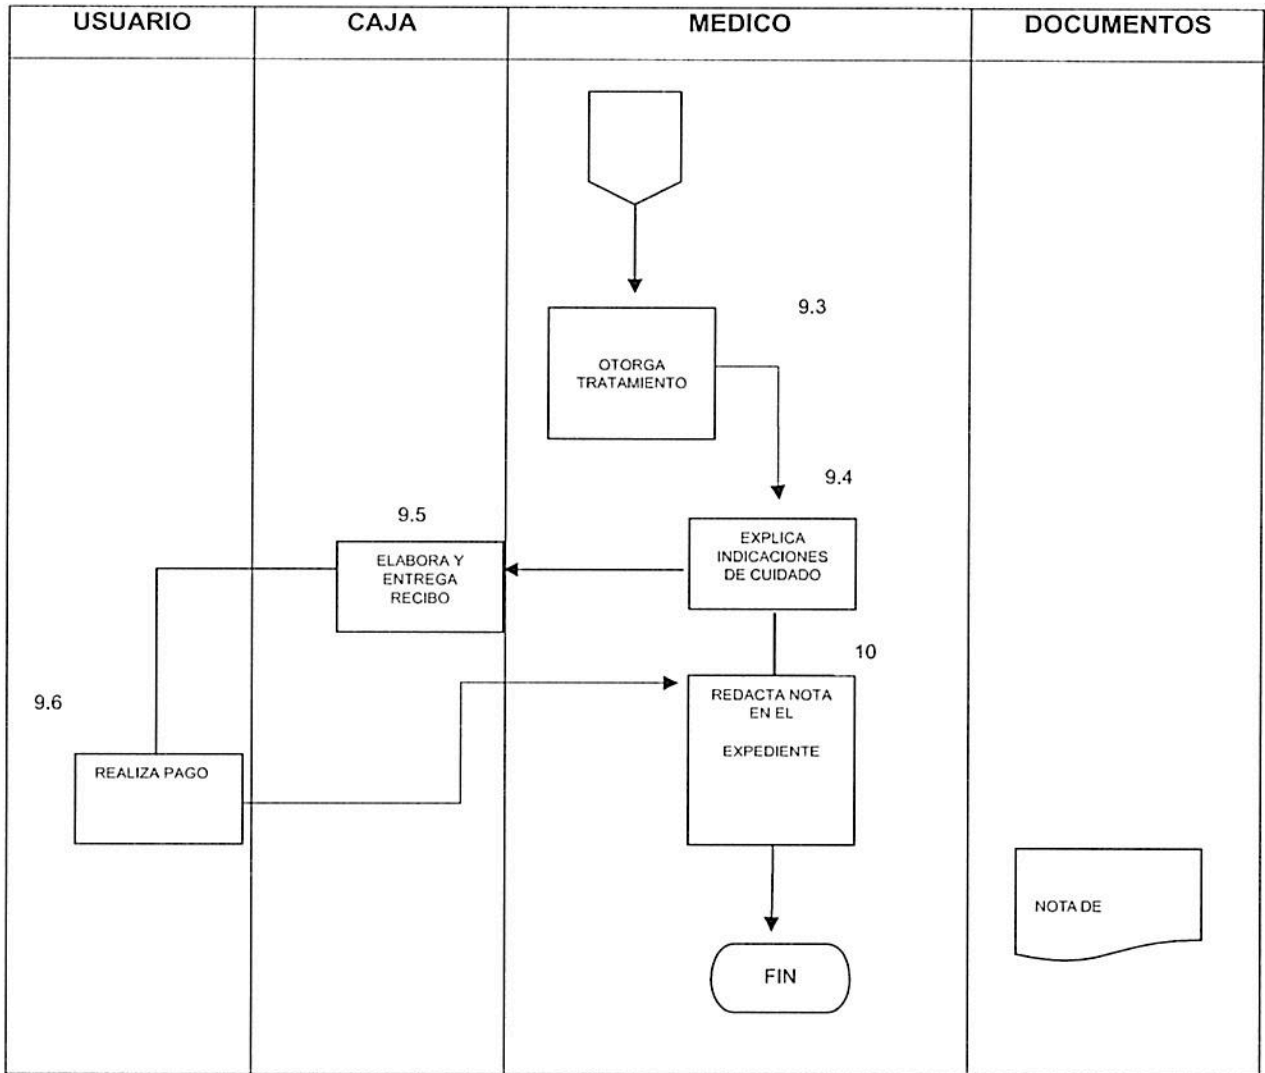 USUARIO
CAJA
MEDICO
DOCUMENTOS
9.3
OTORGA
TRATAMIENTO
9.4
EXPLICA
INDICACIONES
DE CUIDADO
9.5
ELABORA Y
ENTREGA
RECIBO
10
REDACTA NOTA
EN EL
EXPEDIENTE
9.6
REALIZA PAGO
NOTA DE
FIN